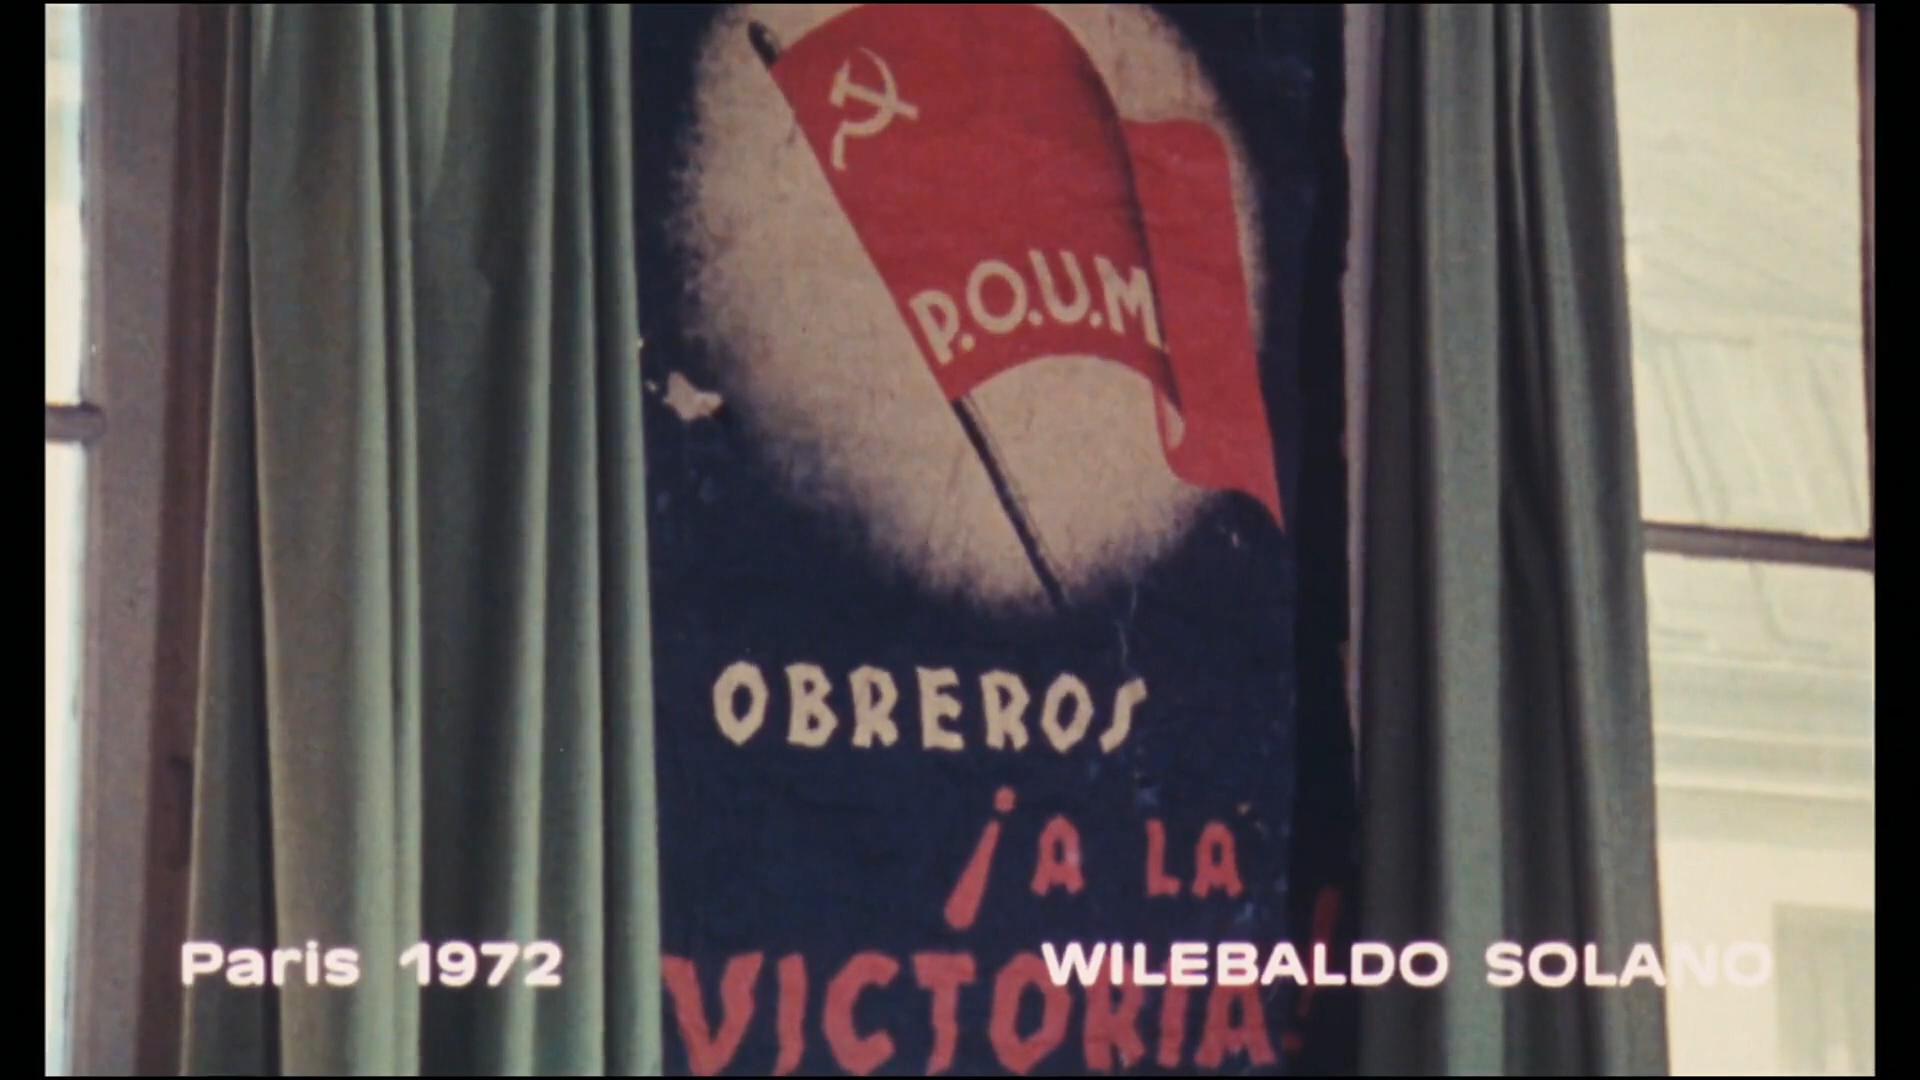 P.O.U.M.
OBREROS
¡A LA
VICTORIA!
Paris 1972
WILEBALDO SOLANO